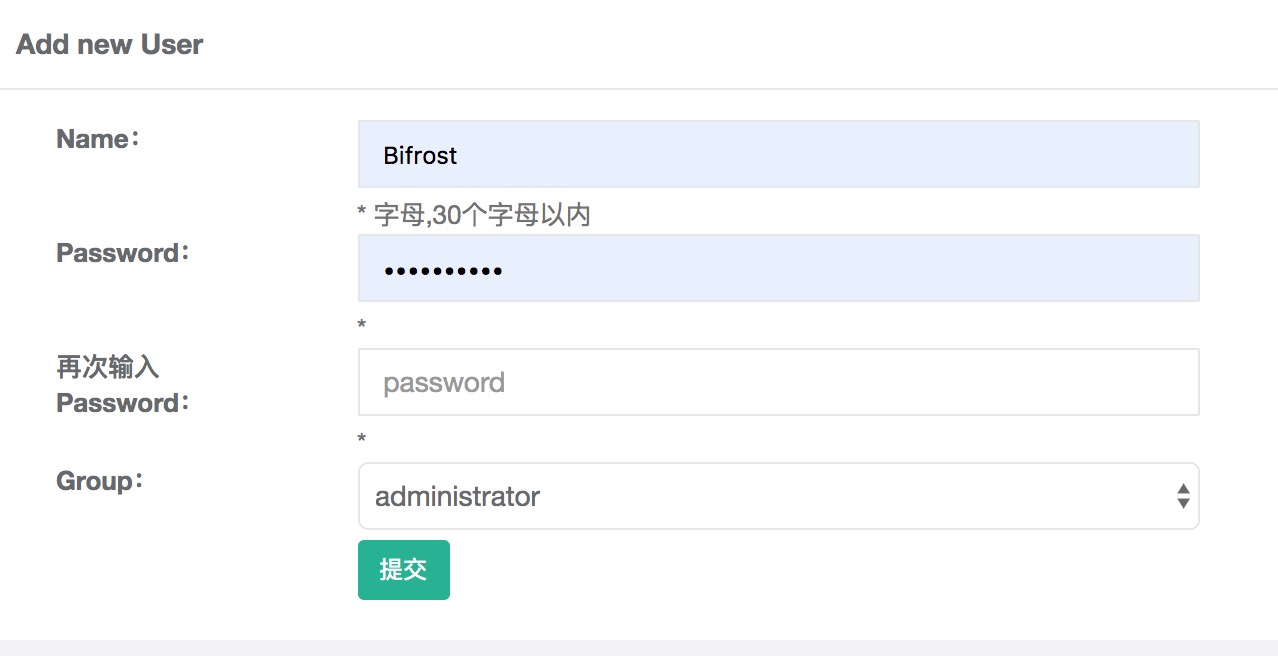 Add new User
Name：
Bifrost
* 字母,30个字母以内
Password：
••••••••••
*
再次输入
Password：
password
*
Group：
administrator
提交